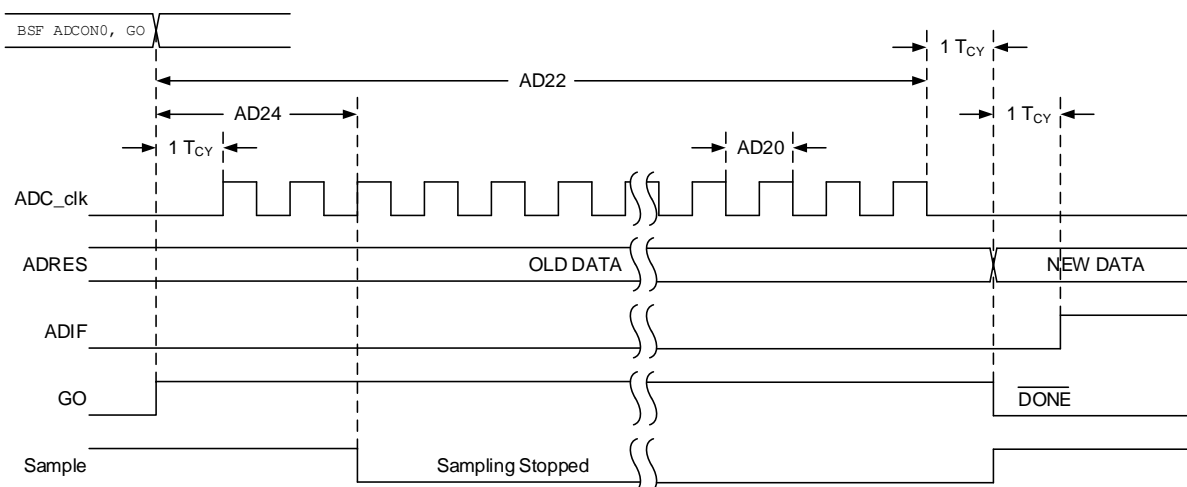 BSF ADCON0, GO
1 TCY
AD22
AD24
1 TCY
1 TCY
AD20
ADC_clk
ADRES
OLD DATA
NEW DATA
ADIF
GO
DONE
Sample
Sampling Stopped